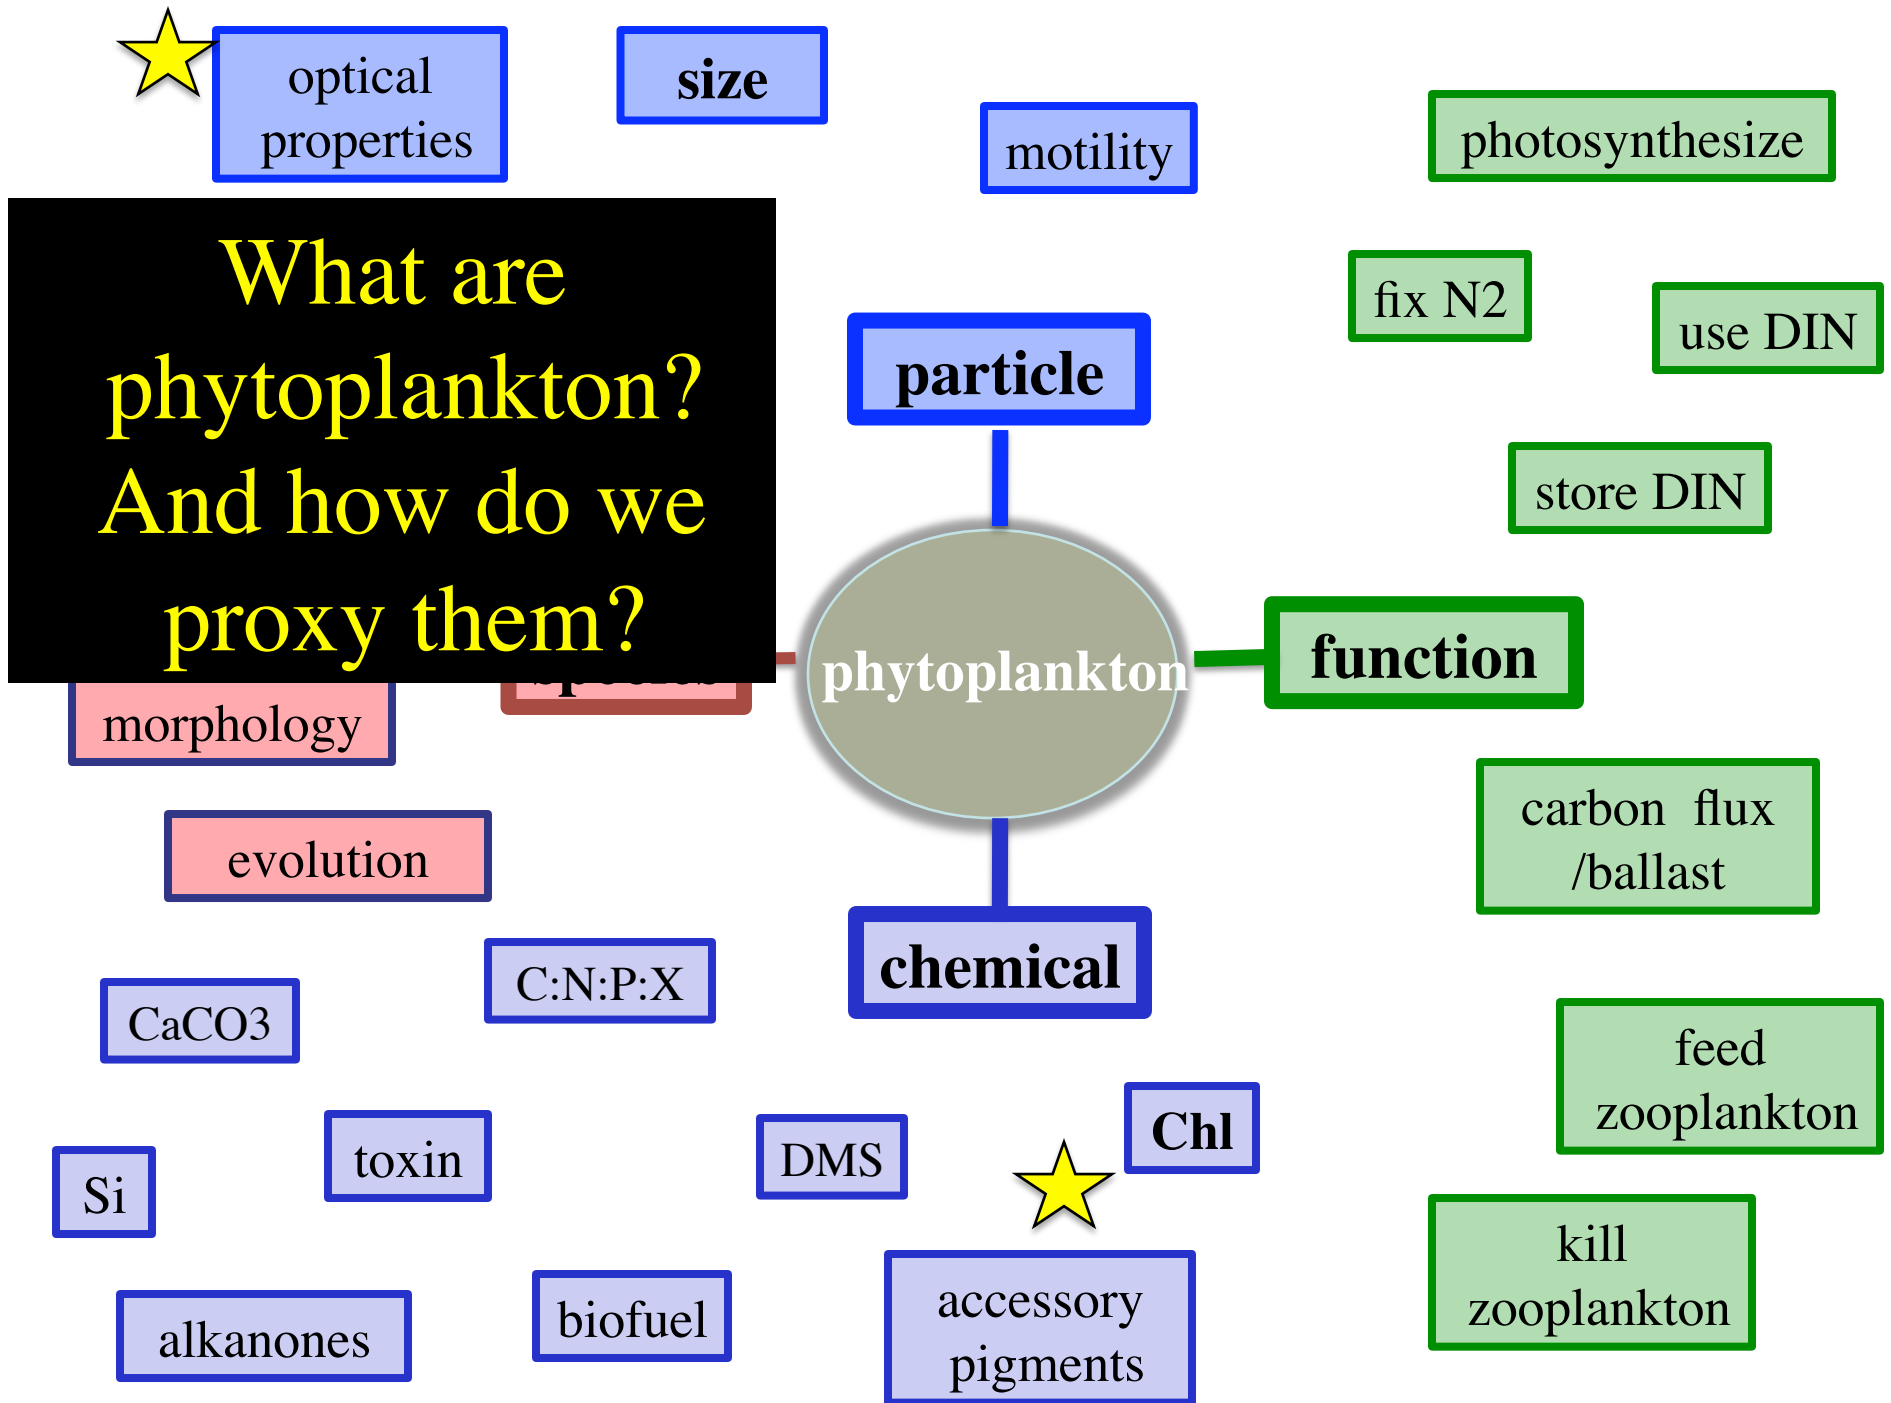 optical
properties
size
motility
photosynthesize
What are
phytoplankton?
And how do we
proxy them?
fix N2
use DIN
particle
store DIN
phytoplankton
function
morphology
evolution
carbon flux
/ballast
chemical
C:N:P:X
CaCO3
feed
zooplankton
Chl
toxin
DMS
Si
kill
zooplankton
accessory
pigments
biofuel
alkanones